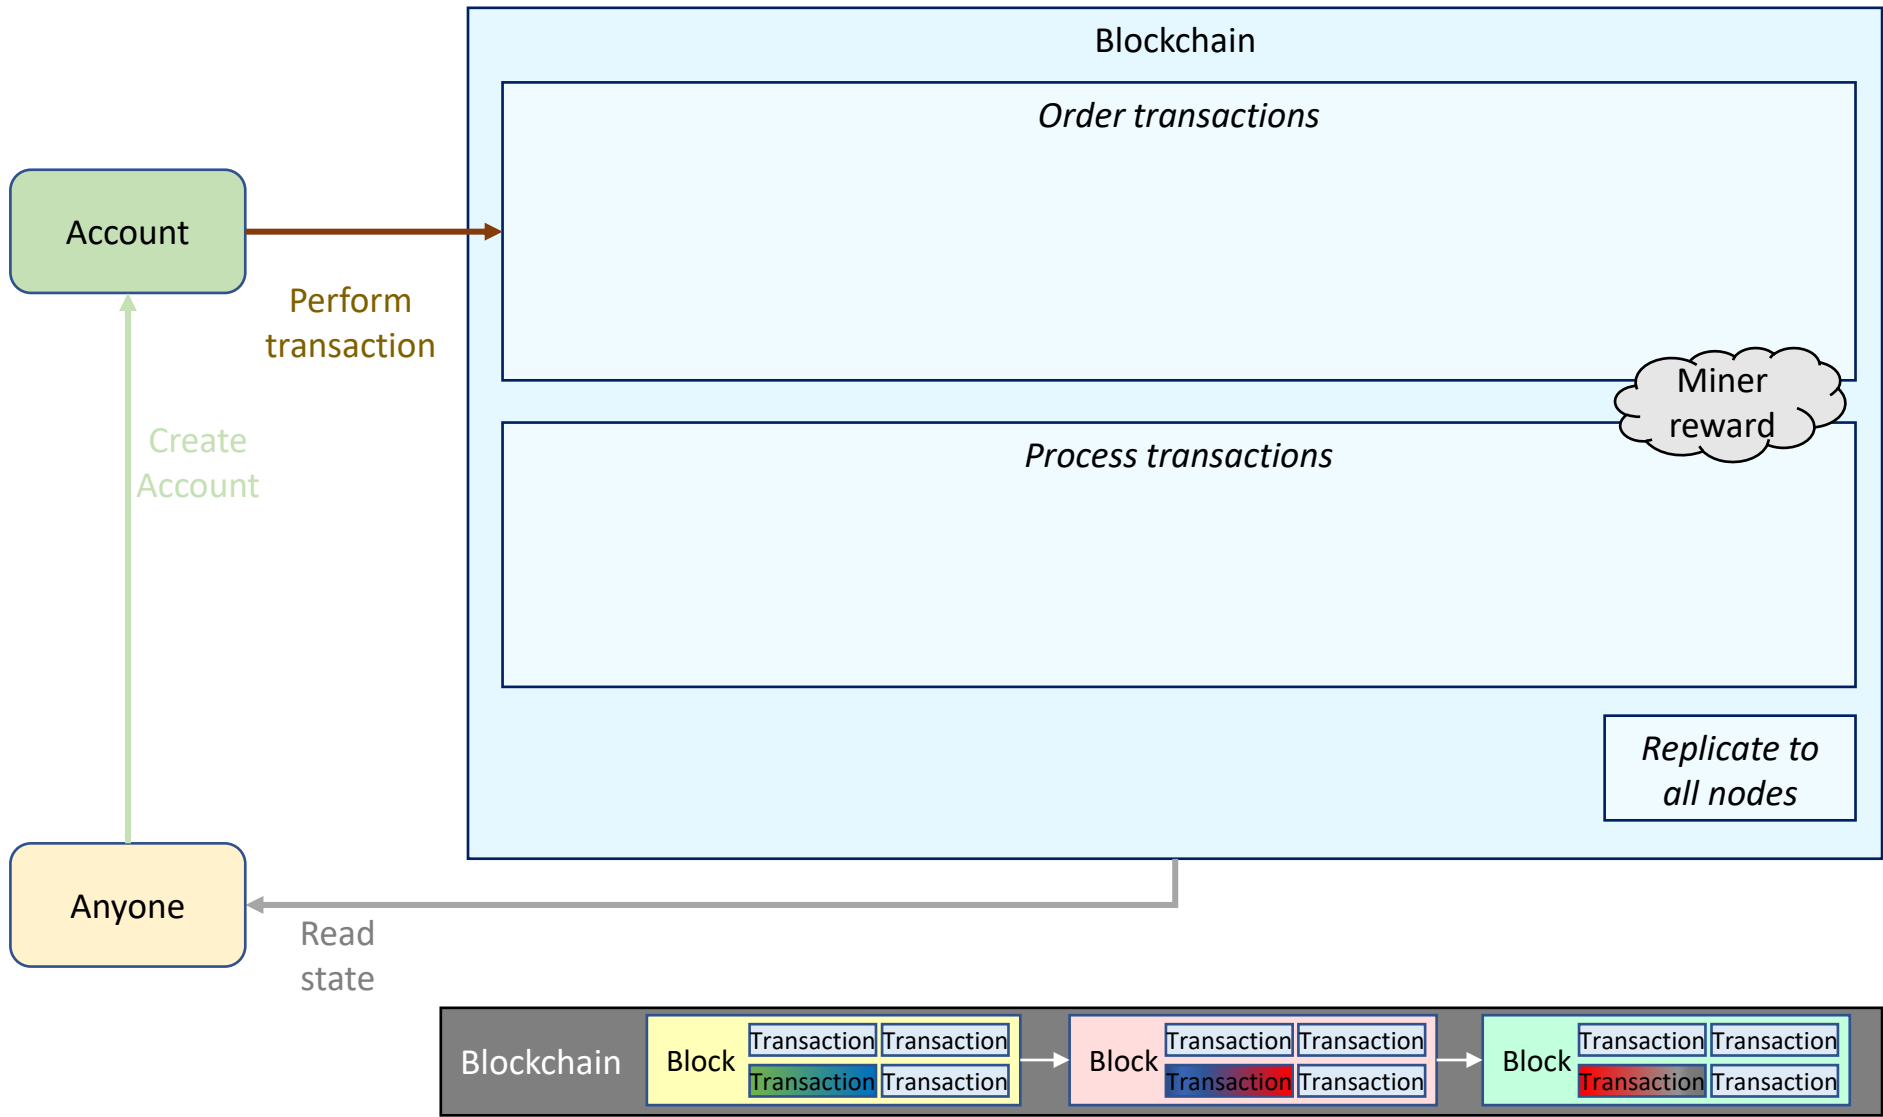 Blockchain
Order transactions
Account
Perform
transaction
Miner
reward
Create
Account
Process transactions
Replicate to
all nodes
Anyone
Read
state
Blockchain
Block
Transaction Transaction
Transaction Transaction
Block
Transaction Transaction
Transaction Transaction
Block
Transaction Transaction
Transaction Transaction